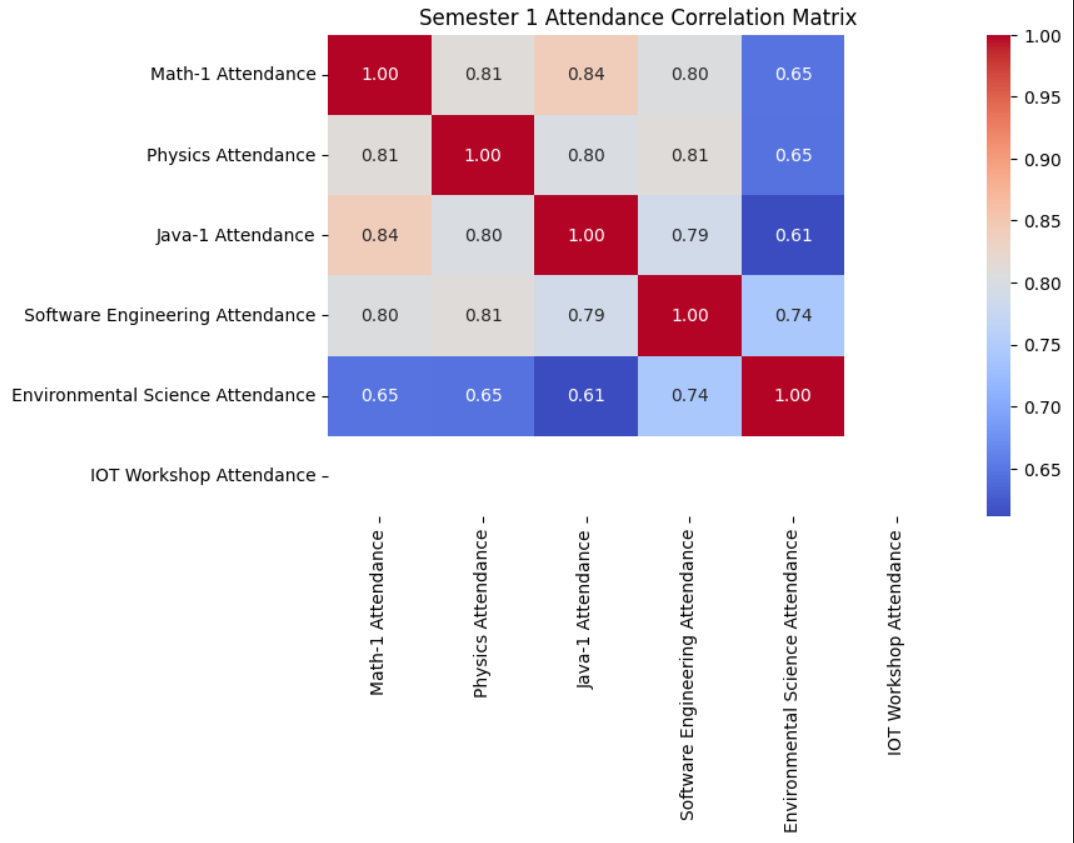 Semester 1 Attendance Correlation Matrix
Math-1 Attendance 1.00 0.81 0.84 0.80 0.65
Physics Attendance 0.81 1.00 0.80 0.81 0.65
Java-1 Attendance 0.84 0.80 1.00 0.79 0.61
Software Engineering Attendance 0.80 0.81 0.79 1.00 0.74
Environmental Science Attendance 0.65 0.65 0.61 0.74 1.00
IOT Workshop Attendance
Math-1 Attendance
Physics Attendance
Java-1 Attendance
Software Engineering Attendance
Environmental Science Attendance
IOT Workshop Attendance
1.00
0.95
0.90
0.85
0.80
0.75
0.70
0.65